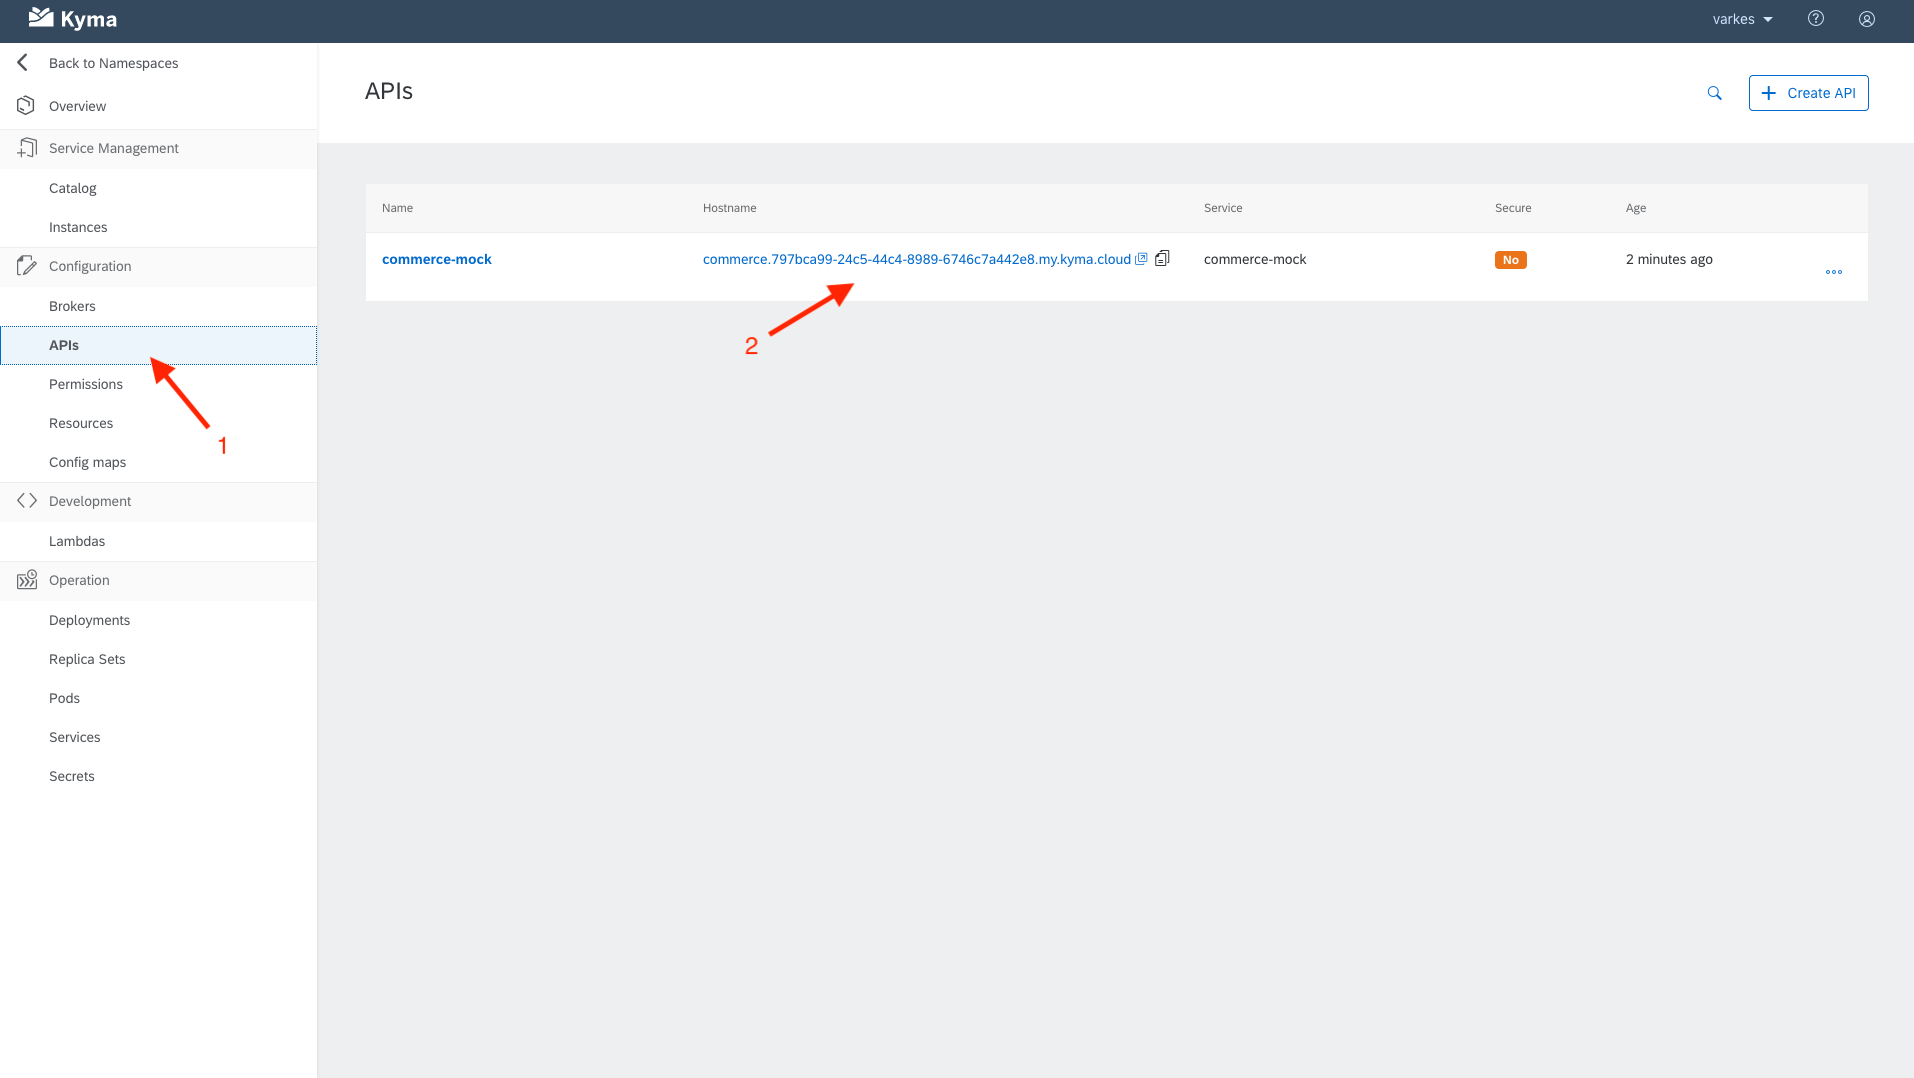 Kyma
varkes
Back to Namespaces
Overview
Service Management
Catalog
Instances
Configuration
Brokers
APIs
Permissions
Resources
Config maps
Development
Lambdas
Operation
Deployments
Replica Sets
Pods
Services
Secrets
1
APIs
Create API
Name Hostname Service Secure Age
commerce-mock commerce.797bca99-24c5-44c4-8989-6746c7a442e8.my.kyma.cloud commerce-mock No 2 minutes ago
2